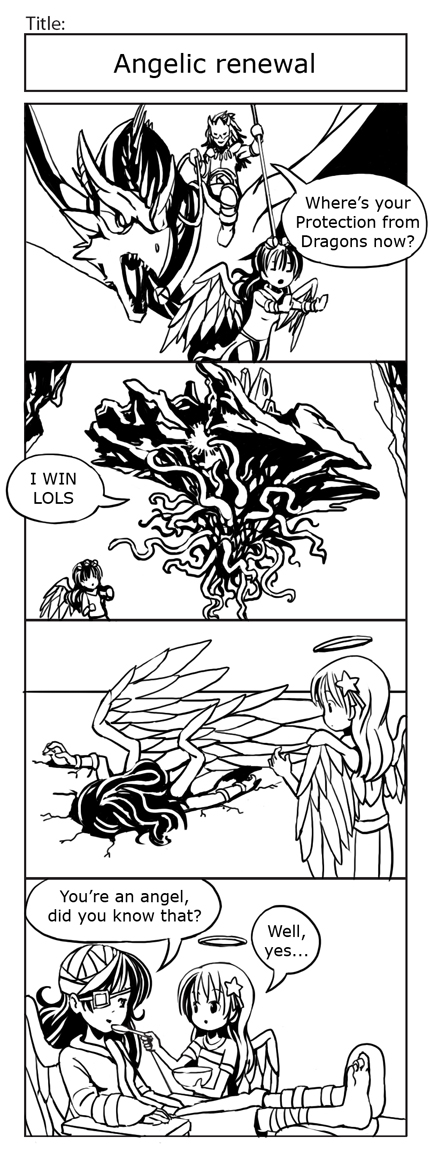 Title:
Angelic renewal
Where's your
Protection from
Dragons now?
I WIN
LOLS
You're an angel,
did you know that?
Well,
yes...